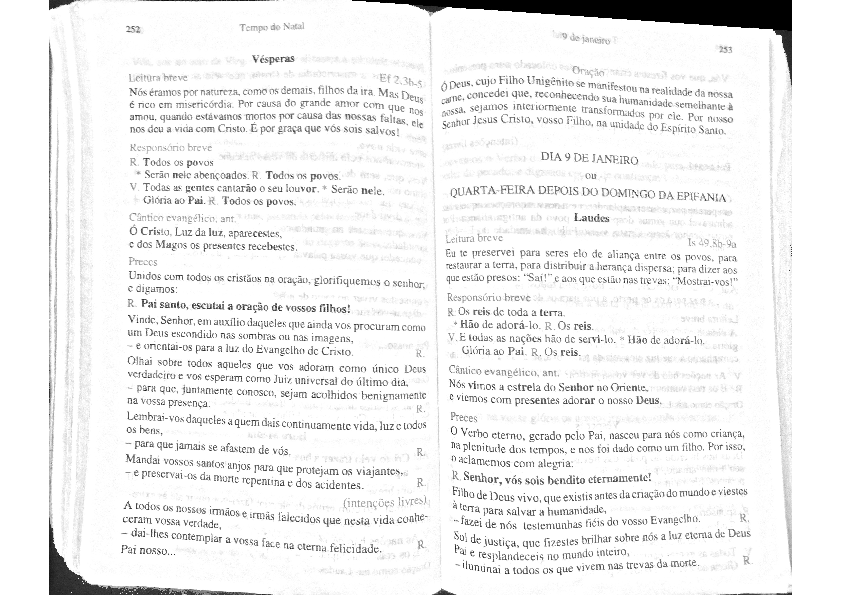 252
Tempo do Natal
Vésperas
Leitura breve
Ef 2,3b-5
Nós éramos por natureza, como os demais, filhos da ira. Mas Deus
é rico em misericórdia. Por causa do grande amor com que nos
amou, quando estávamos mortos por causa das nossas faltas, ele
nos deu a vida com Cristo. É por graça que vós sois salvos!
Responsório breve
R. Todos os povos
* Serão nele abençoados. R. Todos os povos.
V. Todas as gentes cantarão o seu louvor. * Serão nele.
Glória ao Pai. R. Todos os povos.
Cântico evangélico, ant.
Ó Cristo, Luz da luz, aparecestes,
e dos Magos os presentes recebestes.
Preces
Unidos com todos os cristãos na oração, glorifiquemos o senhor,
e digamos:
R. Pai santo, escutai a oração de vossos filhos!
Vinde, Senhor, em auxílio daqueles que ainda vos procuram como
um Deus escondido nas sombras ou nas imagens,
– e orientai-os para a luz do Evangelho de Cristo. R.
Olhai sobre todos aqueles que vos adoram como único Deus
verdadeiro e vos esperam como Juiz universal do último dia,
– para que, juntamente conosco, sejam acolhidos benignamente
na vossa presença. R.
Lembrai-vos daqueles a quem dais continuamente vida, luz e todos
os bens,
– para que jamais se afastem de vós. R.
Mandai vossos santos anjos para que protejam os viajantes,
– e preservai-os da morte repentina e dos acidentes. R.
(intenções livres)
A todos os nossos irmãos e irmãs falecidos que nesta vida conhe-
ceram vossa verdade,
– dai-lhes contemplar a vossa face na eterna felicidade. R.
Pai nosso...
9 de janeiro
253
Oração
Ó Deus, cujo Filho Unigênito se manifestou na realidade da nossa
carne, concedei que, reconhecendo sua humanidade semelhante à
nossa, sejamos interiormente transformados por ele. Por nosso
Senhor Jesus Cristo, vosso Filho, na unidade do Espírito Santo.
DIA 9 DE JANEIRO
ou
QUARTA-FEIRA DEPOIS DO DOMINGO DA EPIFANIA
Laudes
Leitura breve
Is 49,8b-9a
Eu te preservei para seres elo de aliança entre os povos, para
restaurar a terra, para distribuir a herança dispersa; para dizer aos
que estão presos: “Saí!” e aos que estão nas trevas: “Mostrai-vos!”
Responsório breve
R. Os reis de toda a terra.
* Hão de adorá-lo. R. Os reis.
V. E todas as nações hão de servi-lo. * Hão de adorá-lo.
Glória ao Pai. R. Os reis.
Cântico evangélico, ant.
Nós vimos a estrela do Senhor no Oriente,
e viemos com presentes adorar o nosso Deus.
Preces
O Verbo eterno, gerado pelo Pai, nasceu para nós como criança,
na plenitude dos tempos, e nos foi dado como um filho. Por isso,
o aclamemos com alegria:
R. Senhor, vós sois bendito eternamente!
Filho de Deus vivo, que existis antes da criação do mundo e viestes
à terra para salvar a humanidade,
– fazei de nós testemunhas fiéis do vosso Evangelho. R.
Sol de justiça, que fizestes brilhar sobre nós a luz eterna de Deus
Pai e resplandeceis no mundo inteiro,
– iluminai a todos os que vivem nas trevas da morte. R.